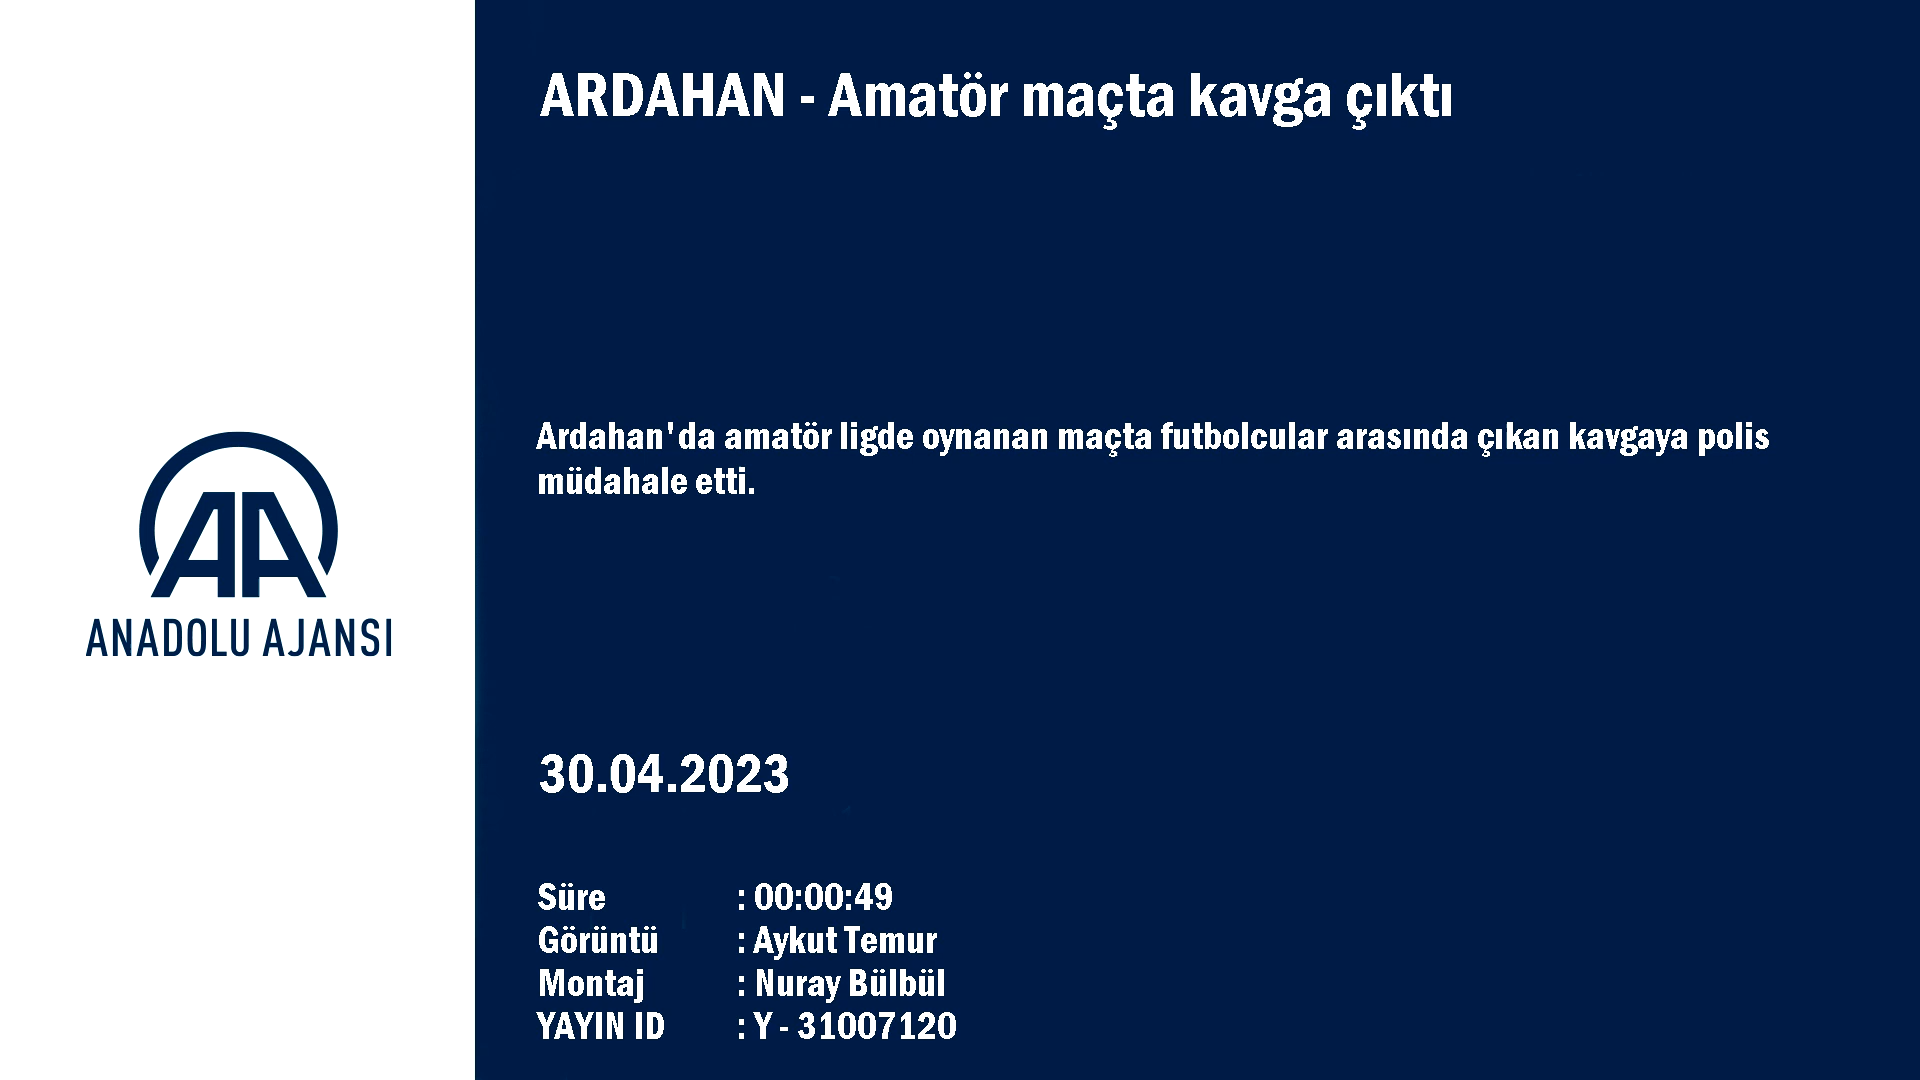 ARDAHAN - Amatör maçta kavga çıktı
Ardahan'da amatör ligde oynanan maçta futbolcular arasında çıkan kavgaya polis
müdahale etti.
AA
ANADOLU AJANSI
30.04.2023
Süre : 00:00:49
Görüntü : Aykut Temur
Montaj : Nuray Bülbül
YAYIN ID : Y - 31007120